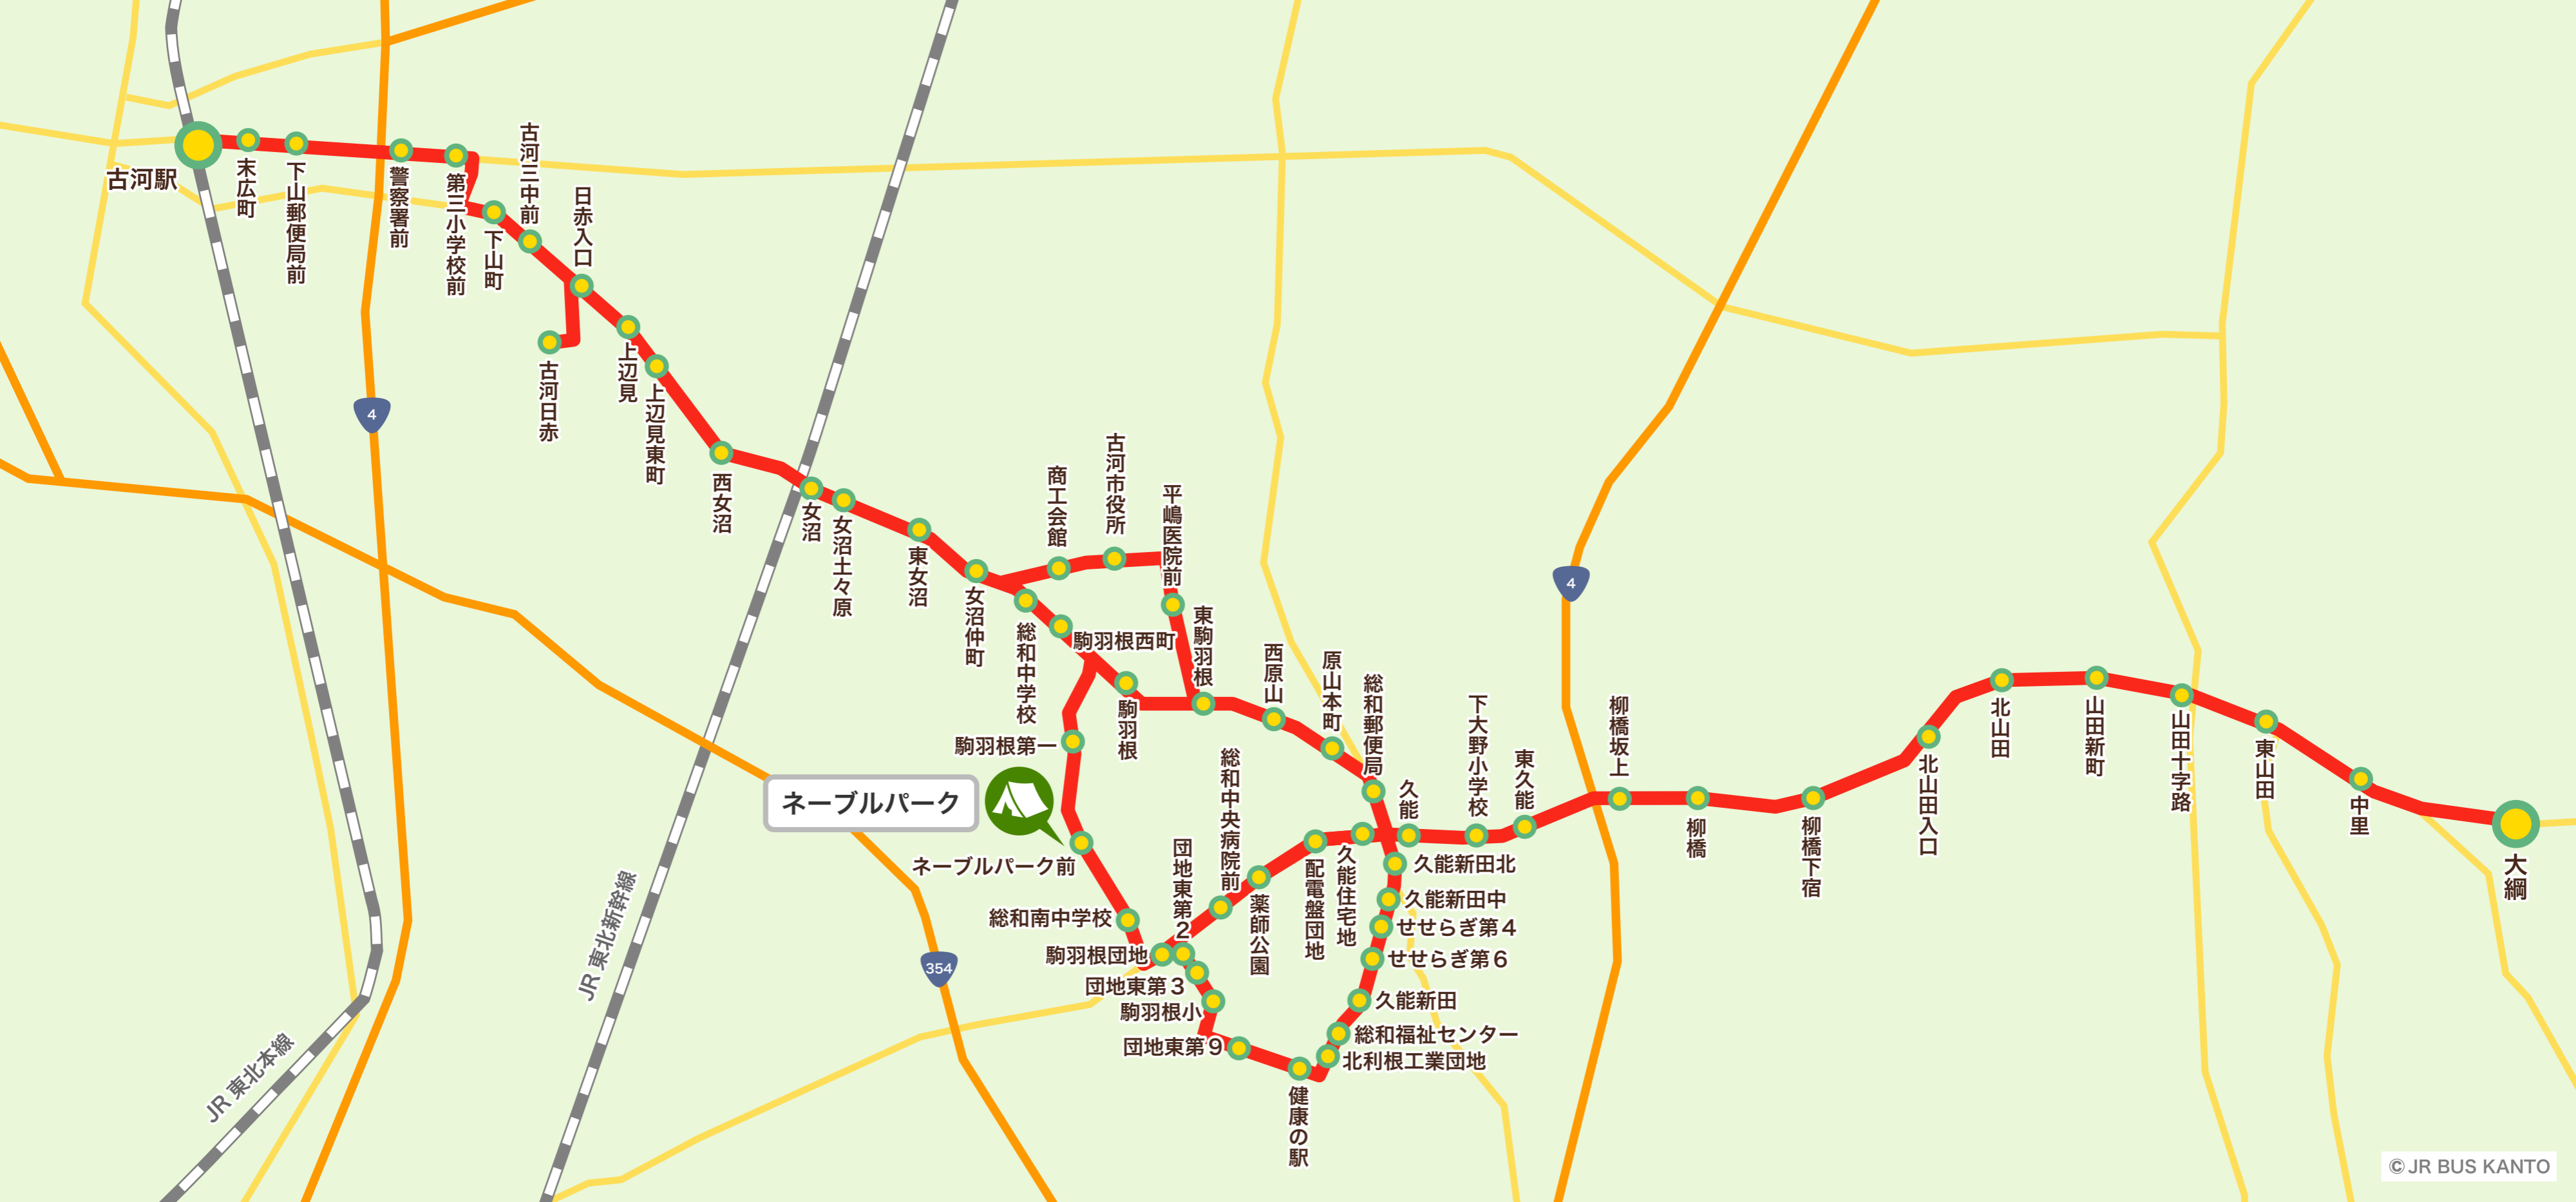 古河駅
末広町
下山郵便局前
警察署前
第三小学校前
下山町
古河三中前
日赤入口
古河日赤
上辺見
上辺見東町
西女沼
女沼
女沼土々原
東女沼
女沼仲町
商工会館
古河市役所
平嶋医院前
総和中学校
駒羽根西町
駒羽根
東駒羽根
西原山
原山本町
総和郵便局
駒羽根第一
ネーブルパーク
ネーブルパーク前
総和南中学校
駒羽根団地
団地東第2
団地東第3
駒羽根小
団地東第9
健康の駅
北利根工業団地
総和福祉センター
久能新田
せせらぎ第6
せせらぎ第4
久能新田中
久能新田北
総和中央病院前
薬師公園
配電盤団地
久能住宅地
久能
下大野小学校
東久能
柳橋坂上
柳橋
柳橋下宿
北山田入口
北山田
山田新町
山田十字路
東山田
中里
大綱
4
4
354
JR 東北本線
JR 東北新幹線
©JR BUS KANTO